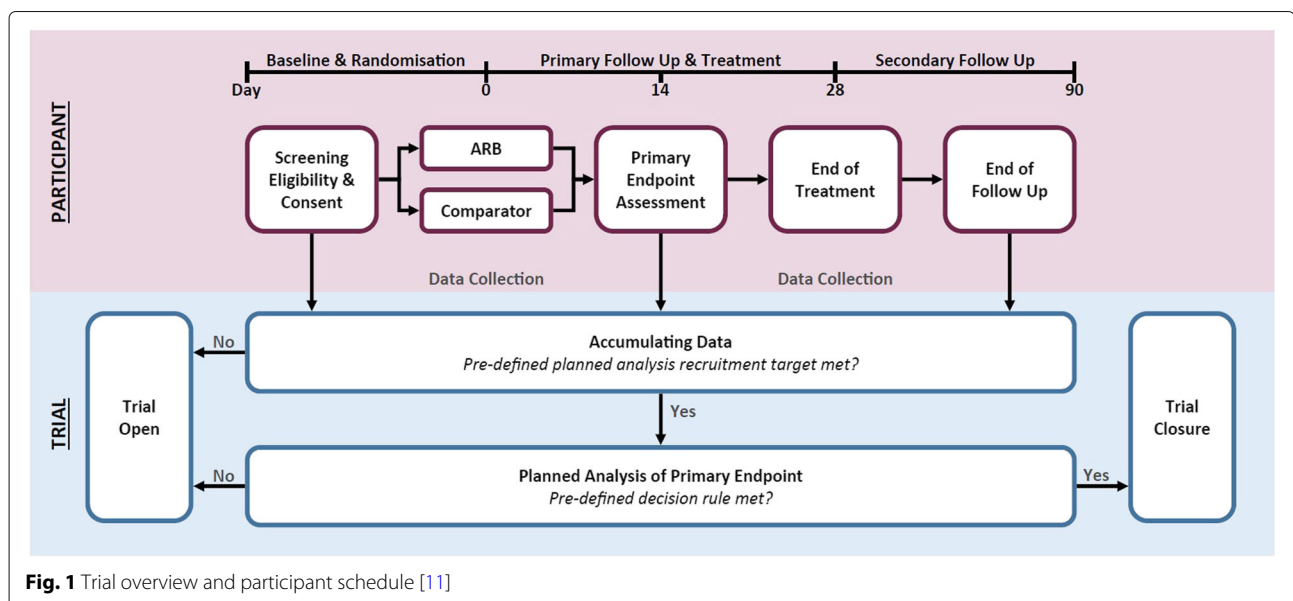 Baseline & Randomisation Primary Follow Up & Treatment Secondary Follow Up
Day 0 14 28 90
PARTICIPANT
Screening
Eligibility &
Consent
ARB
Comparator
Primary
Endpoint
Assessment
End of
Treatment
End of
Follow Up
Data Collection Data Collection
TRIAL
Trial
Open
No
Accumulating Data
Pre-defined planned analysis recruitment target met?
Yes
No
Planned Analysis of Primary Endpoint
Pre-defined decision rule met?
Yes
Trial
Closure
Fig. 1 Trial overview and participant schedule [11]